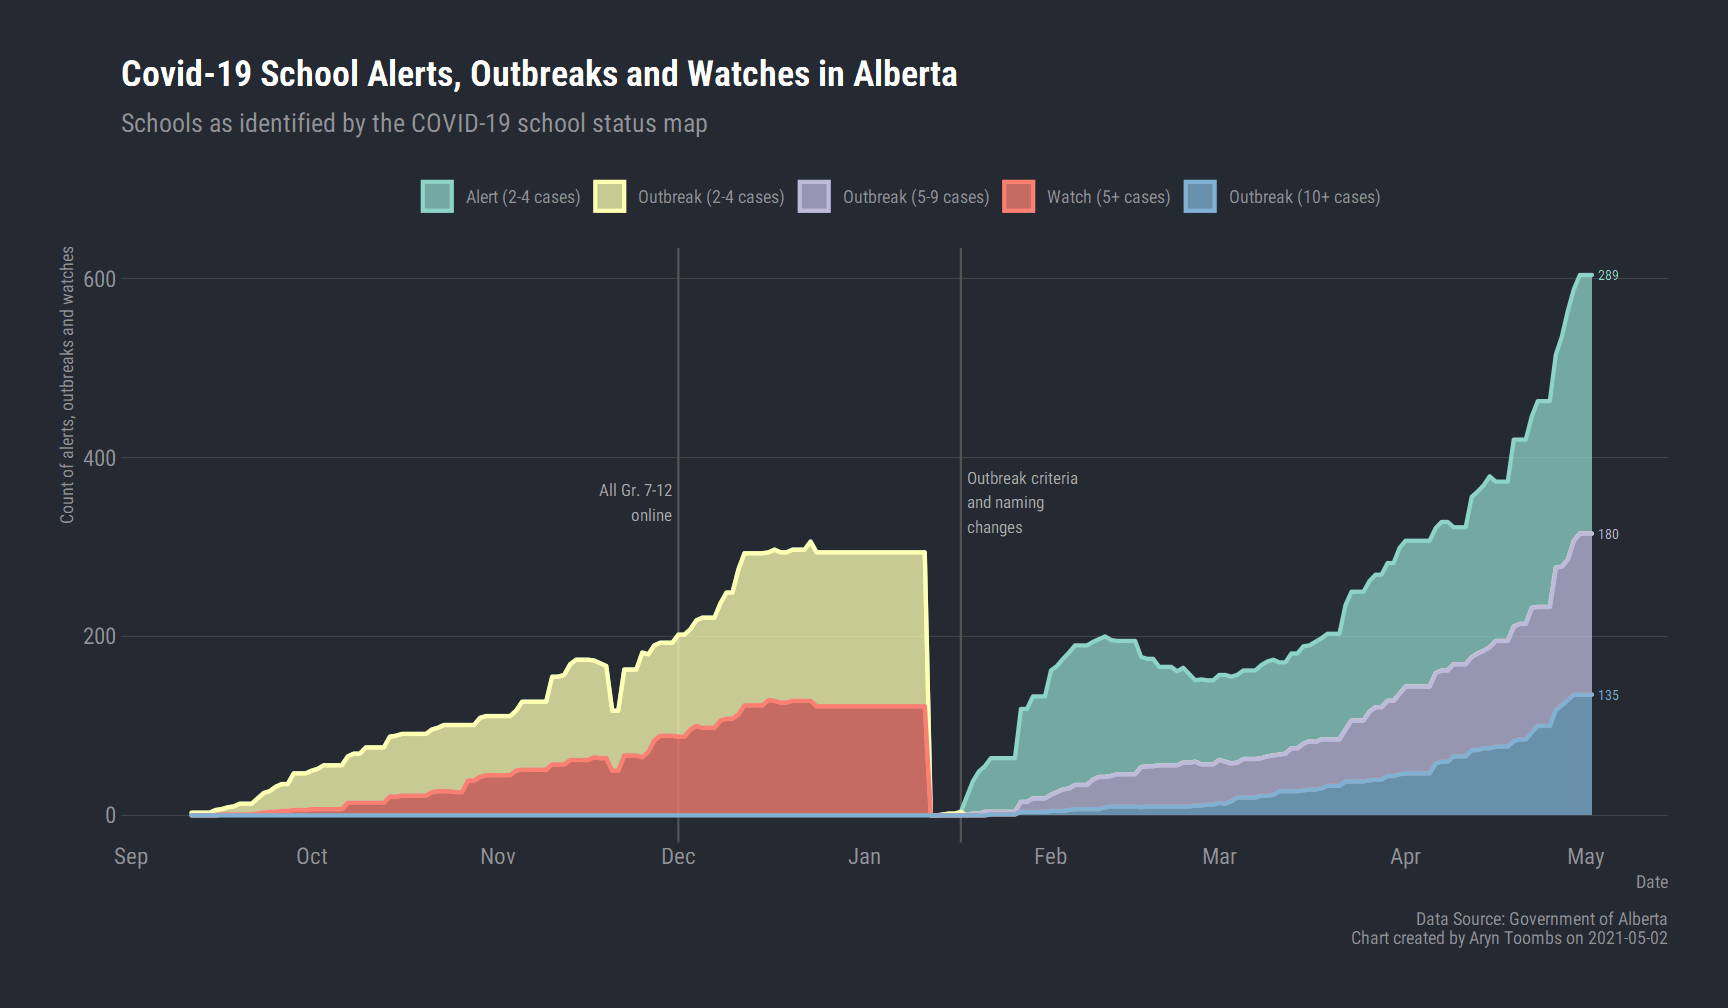 Covid-19 School Alerts, Outbreaks and Watches in Alberta
Schools as identified by the COVID-19 school status map
Alert (2-4 cases) Outbreak (2-4 cases) Outbreak (5-9 cases) Watch (5+ cases) Outbreak (10+ cases)
Count of alerts, outbreaks and watches
600
400
200
0
289
180
135
All Gr. 7-12
online
Outbreak criteria
and naming
changes
Sep Oct Nov Dec Jan Feb Mar Apr May
Date
Data Source: Government of Alberta
Chart created by Aryn Toombs on 2021-05-02